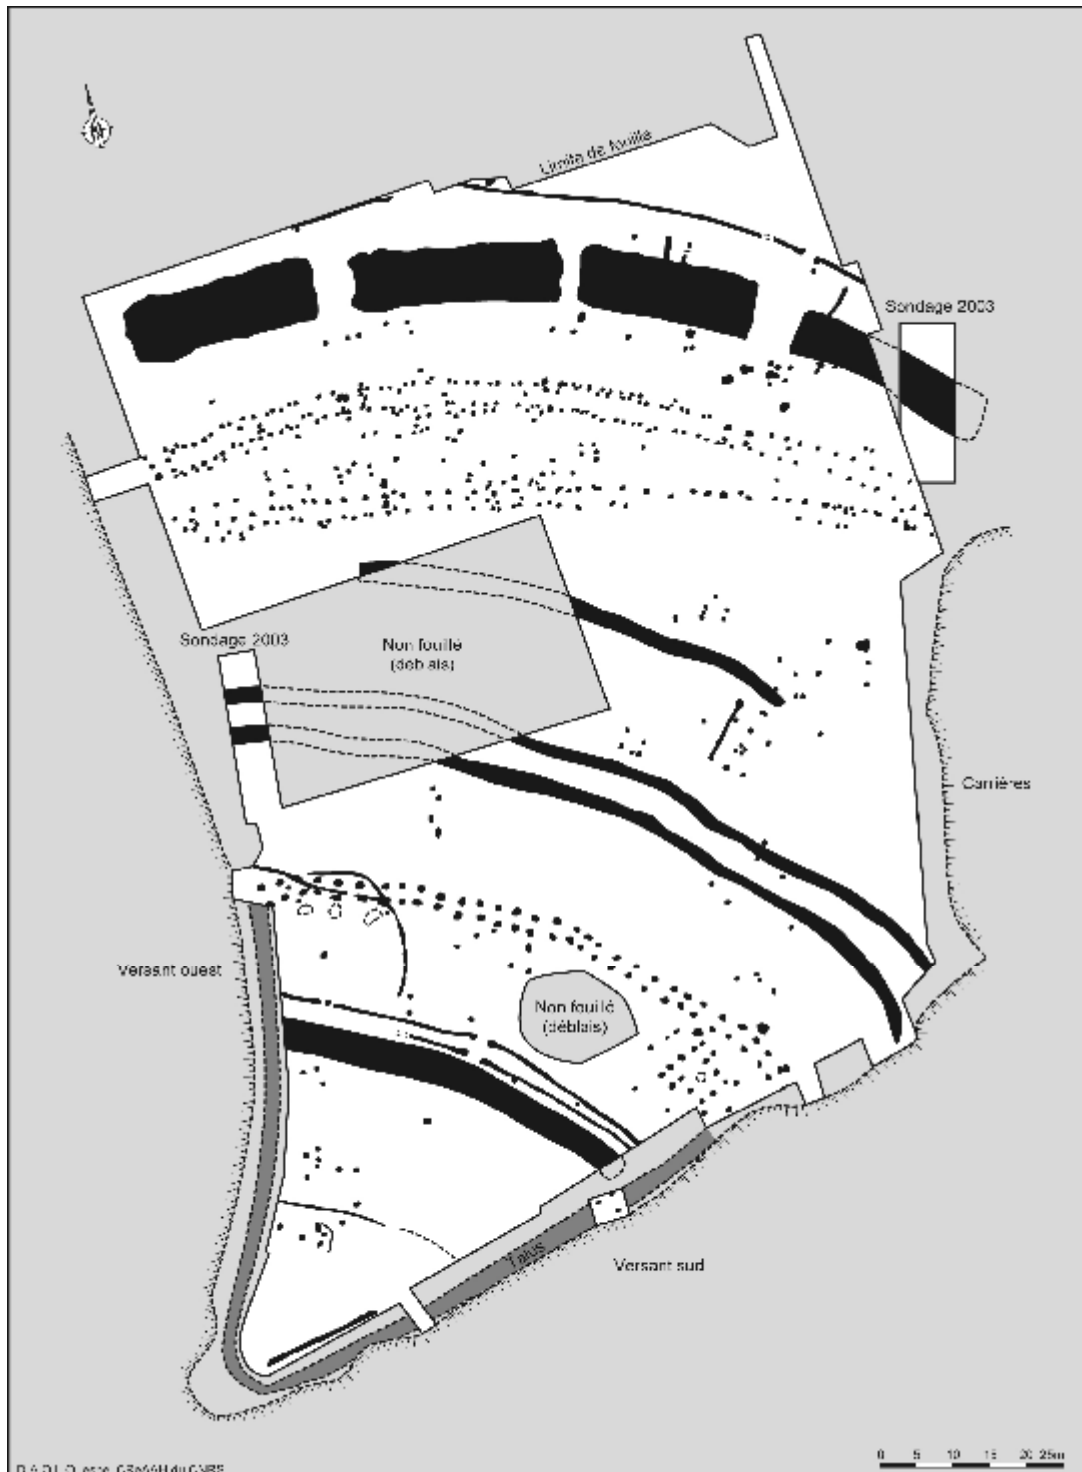 Limite de fouille
Sondage 2003
Sondage 2003
Non fouillé
(déblais)
Carrières
Versant ouest
Non fouillé
(déblais)
Talus
Versant sud
0 5 10 15 20 25m